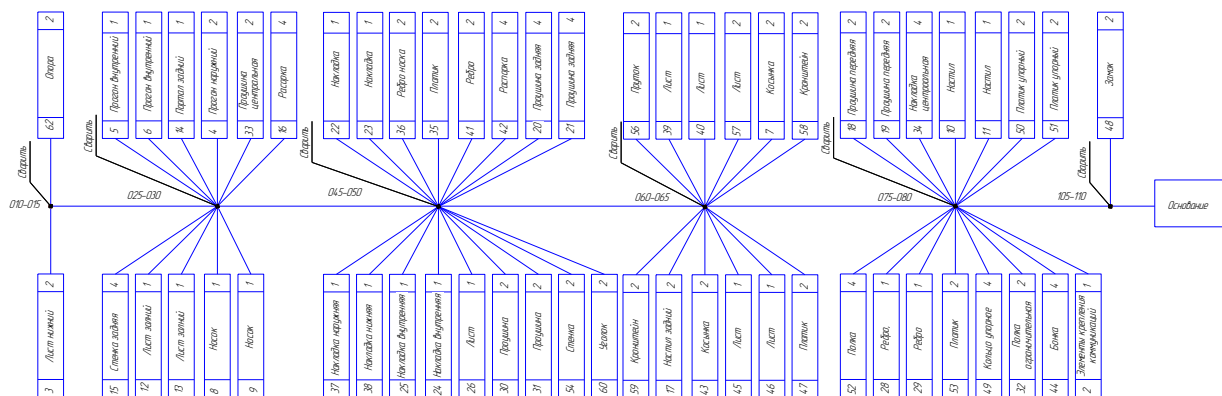 2
Опора
62
1
Прогон внутренний
5
1
Прогон внутренний
6
1
Портал задний
14
2
Прогон наружний
4
2
Проушина
центральная
33
4
Расорка
16
1
Накладка
22
1
Накладка
23
2
Ребро носка
36
2
Платик
35
2
Ребро
41
4
Распорка
42
4
Проушина задняя
20
4
Проушина задняя
21
2
Пруток
56
1
Лист
39
1
Лист
40
2
Лист
57
2
Косынка
7
2
Кронштейн
58
2
Проушина передняя
18
2
Проушина передняя
19
4
Накладка
центроальная
34
1
Настил
10
1
Настил
11
2
Платик упорный
50
2
Платик упорный
51
2
Замок
48
Сварить
Сварить
Сварить
Сварить
Сварить
Сварить
010-015
025-030
045-050
060-065
075-080
105-110
Основание
2
Лист нижний
3
4
Стенка задняя
15
1
Лист задний
12
1
Лист задний
13
1
Носок
8
1
Носок
9
1
Накладка наружняя
37
1
Накладка нижняя
38
1
Накладка внутренняя
25
1
Накладка внутренняя
24
1
Лист
26
2
Проушина
30
2
Проушина
31
2
Стенка
54
2
Уголок
60
2
Кронштейн
59
2
Настил задний
17
2
Косынка
43
1
Лист
45
1
Лист
46
2
Платик
47
4
Полка
52
1
Ребро,
28
1
Ребро
29
2
Платик
53
4
Кольцо упорное
49
2
Полка
ограничительная
32
4
Бонка
44
1
Элементы крепления
коммуникаций
2